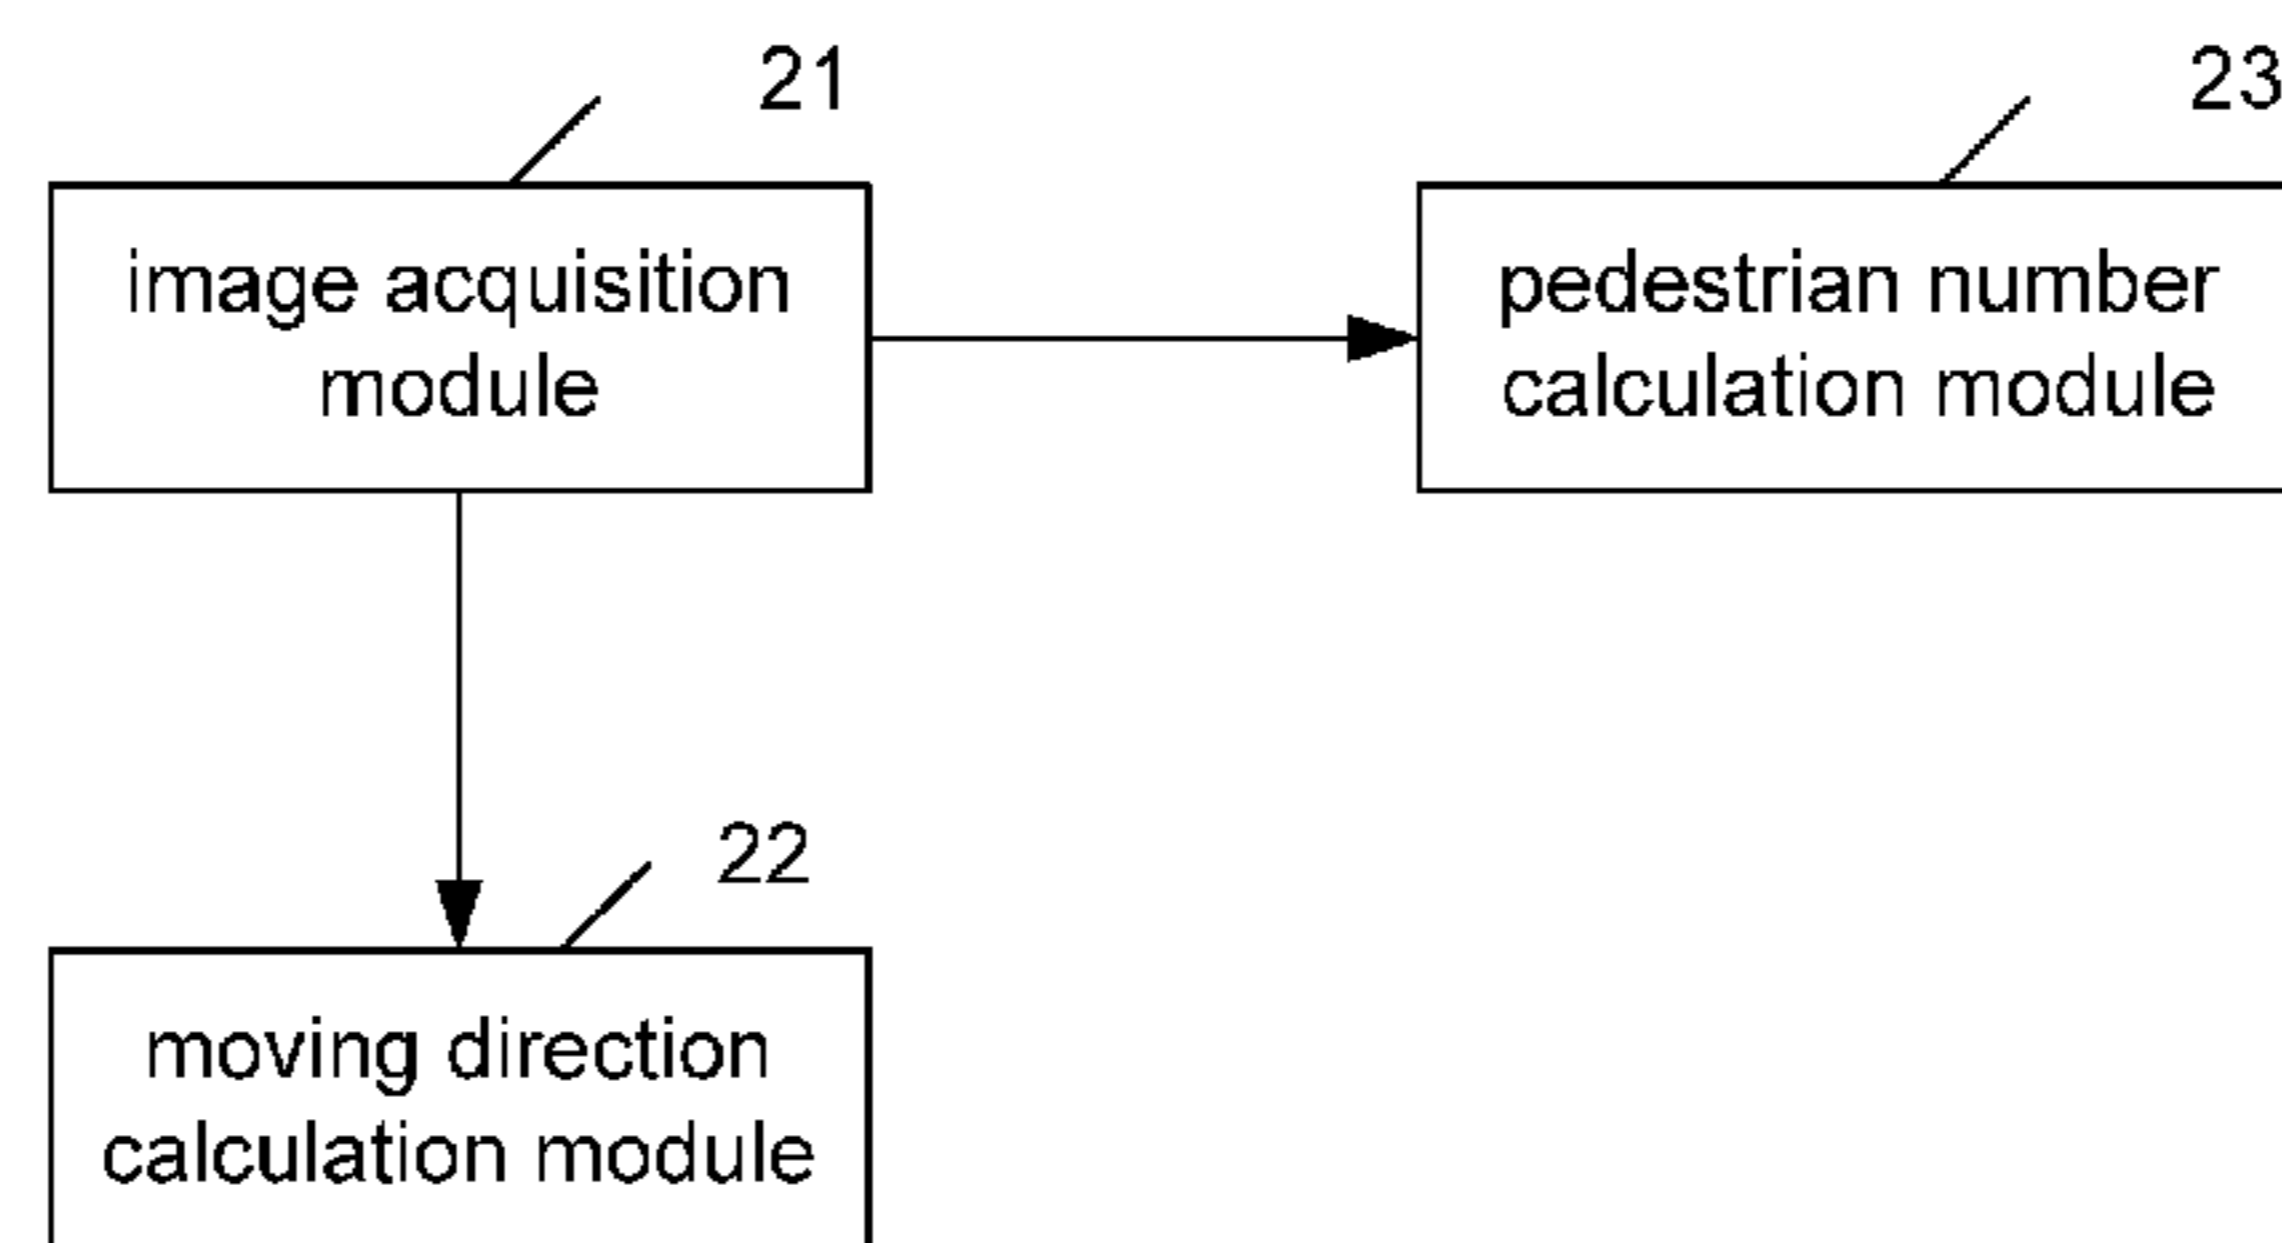 21
23
image acquisition
module
pedestrian number
calculation module
22
moving direction
calculation module